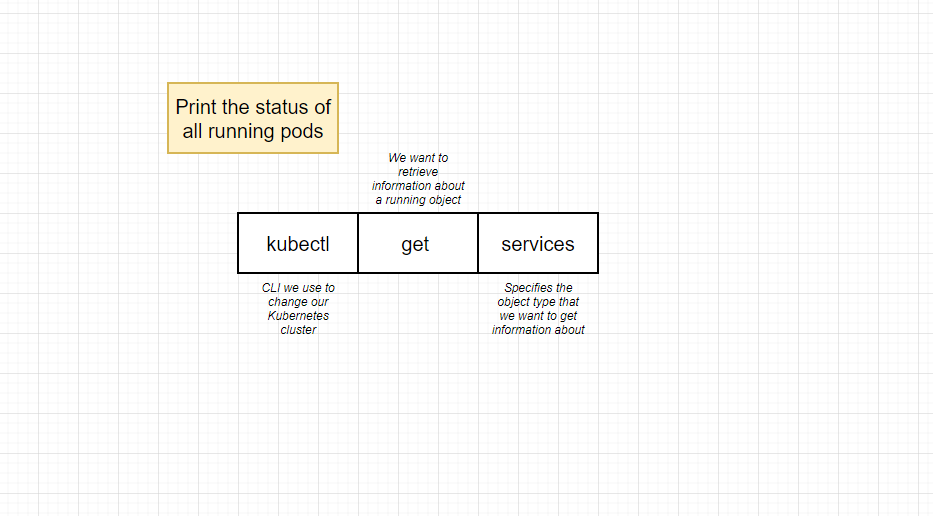 Print the status of
all running pods
We want to
retrieve
information about
a running object
kubectl
get
services
CLI we use to
change our
Kubernetes
cluster
Specifies the
object type that
we want to get
information about